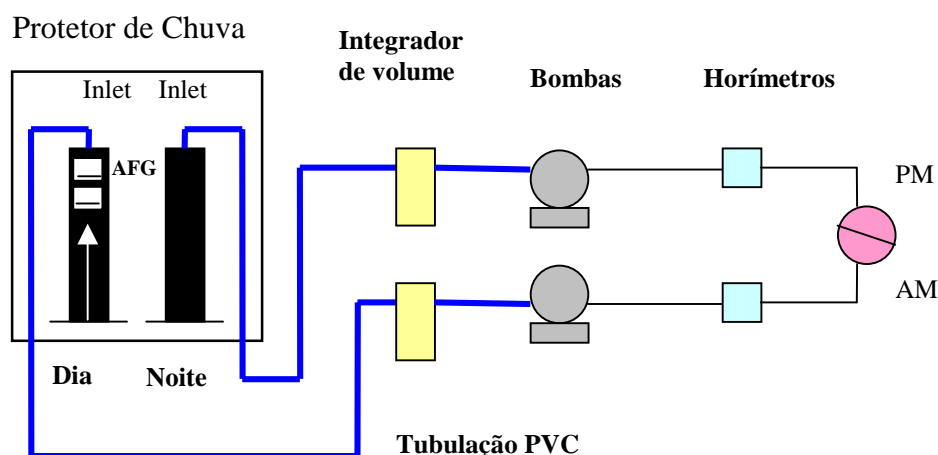 Protetor de Chuva
Integrador
de volume
Bombas
Horímetros
Inlet Inlet
AFG
PM
AM
Dia
Noite
Tubulação PVC